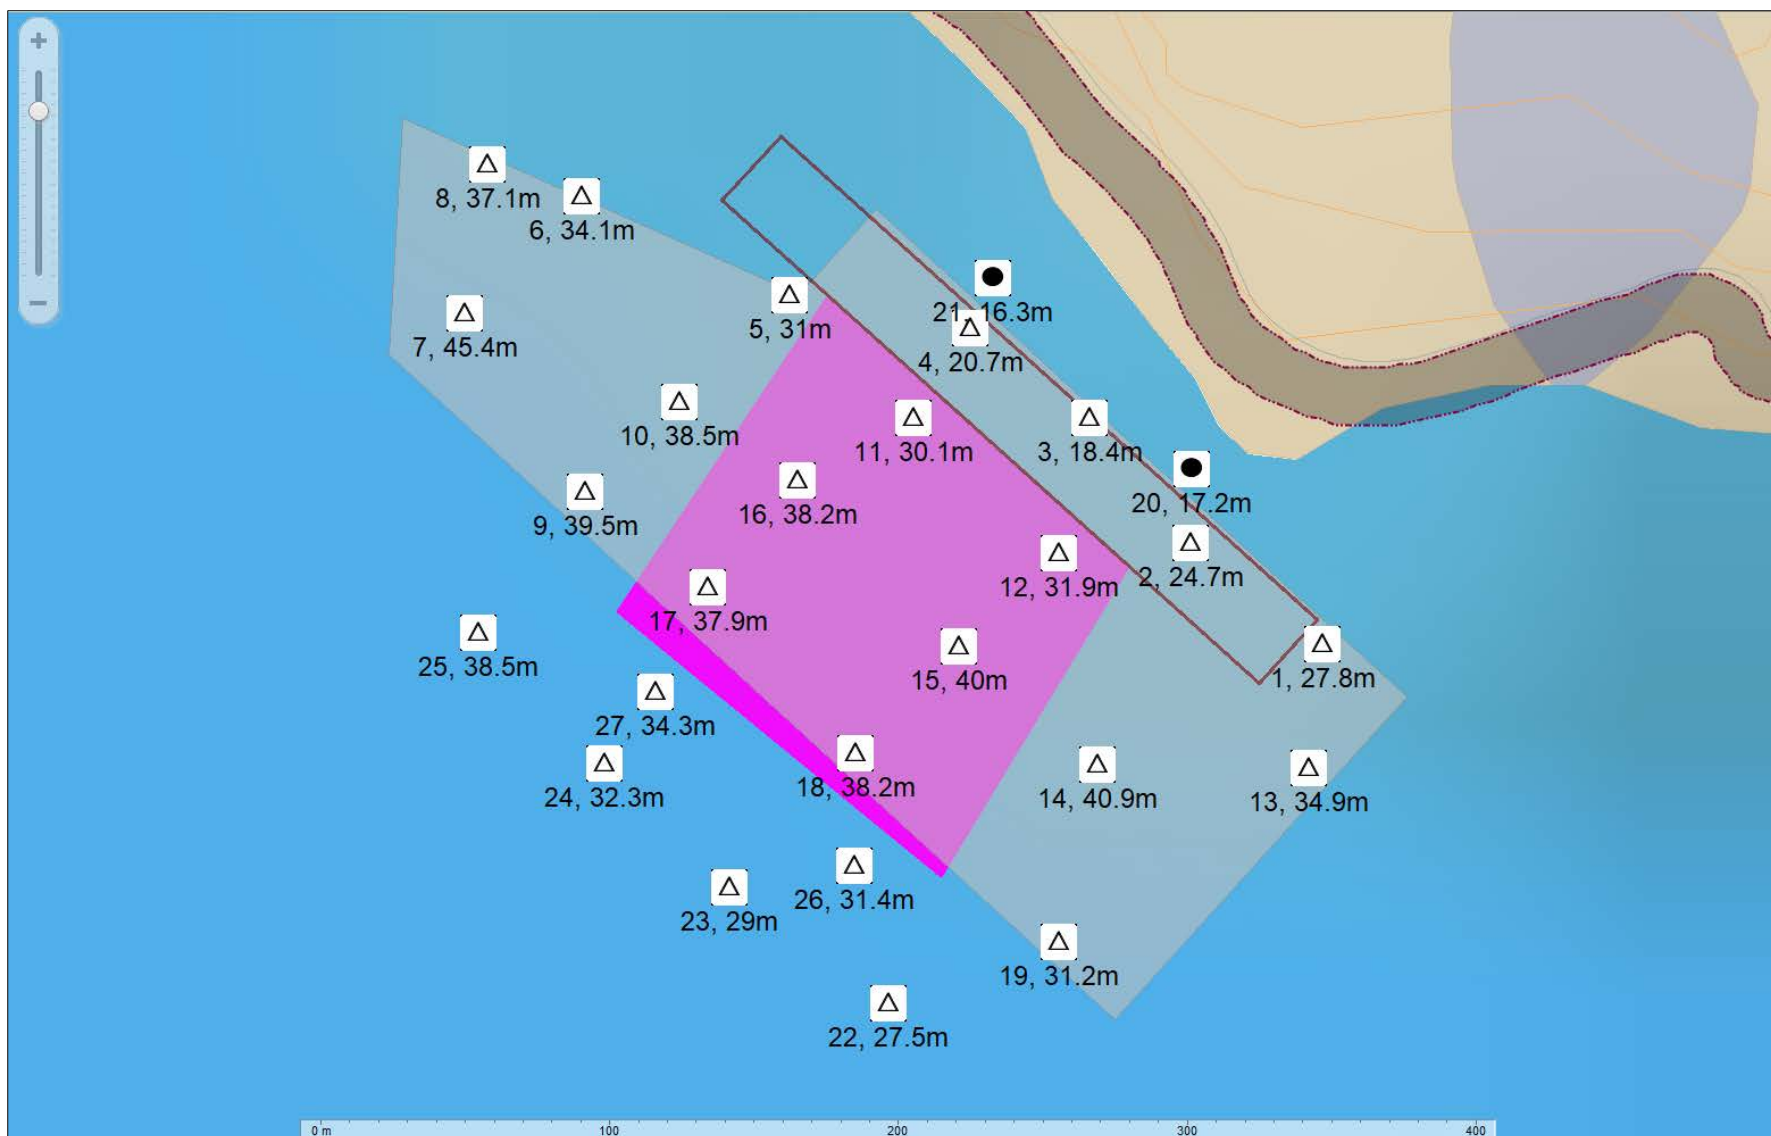 +
8, 37.1m
6, 34.1m
21, 16.3m
5, 31m
7, 45.4m
4, 20.7m
10, 38.5m
11, 30.1m
3, 18.4m
16, 38.2m
20, 17.2m
9, 39.5m
12, 31.9m
2, 24.7m
17, 37.9m
25, 38.5m
15, 40m
1, 27.8m
27, 34.3m
18, 38.2m
24, 32.3m
14, 40.9m
13, 34.9m
26, 31.4m
23, 29m
19, 31.2m
22, 27.5m
0 m 100 200 300 400